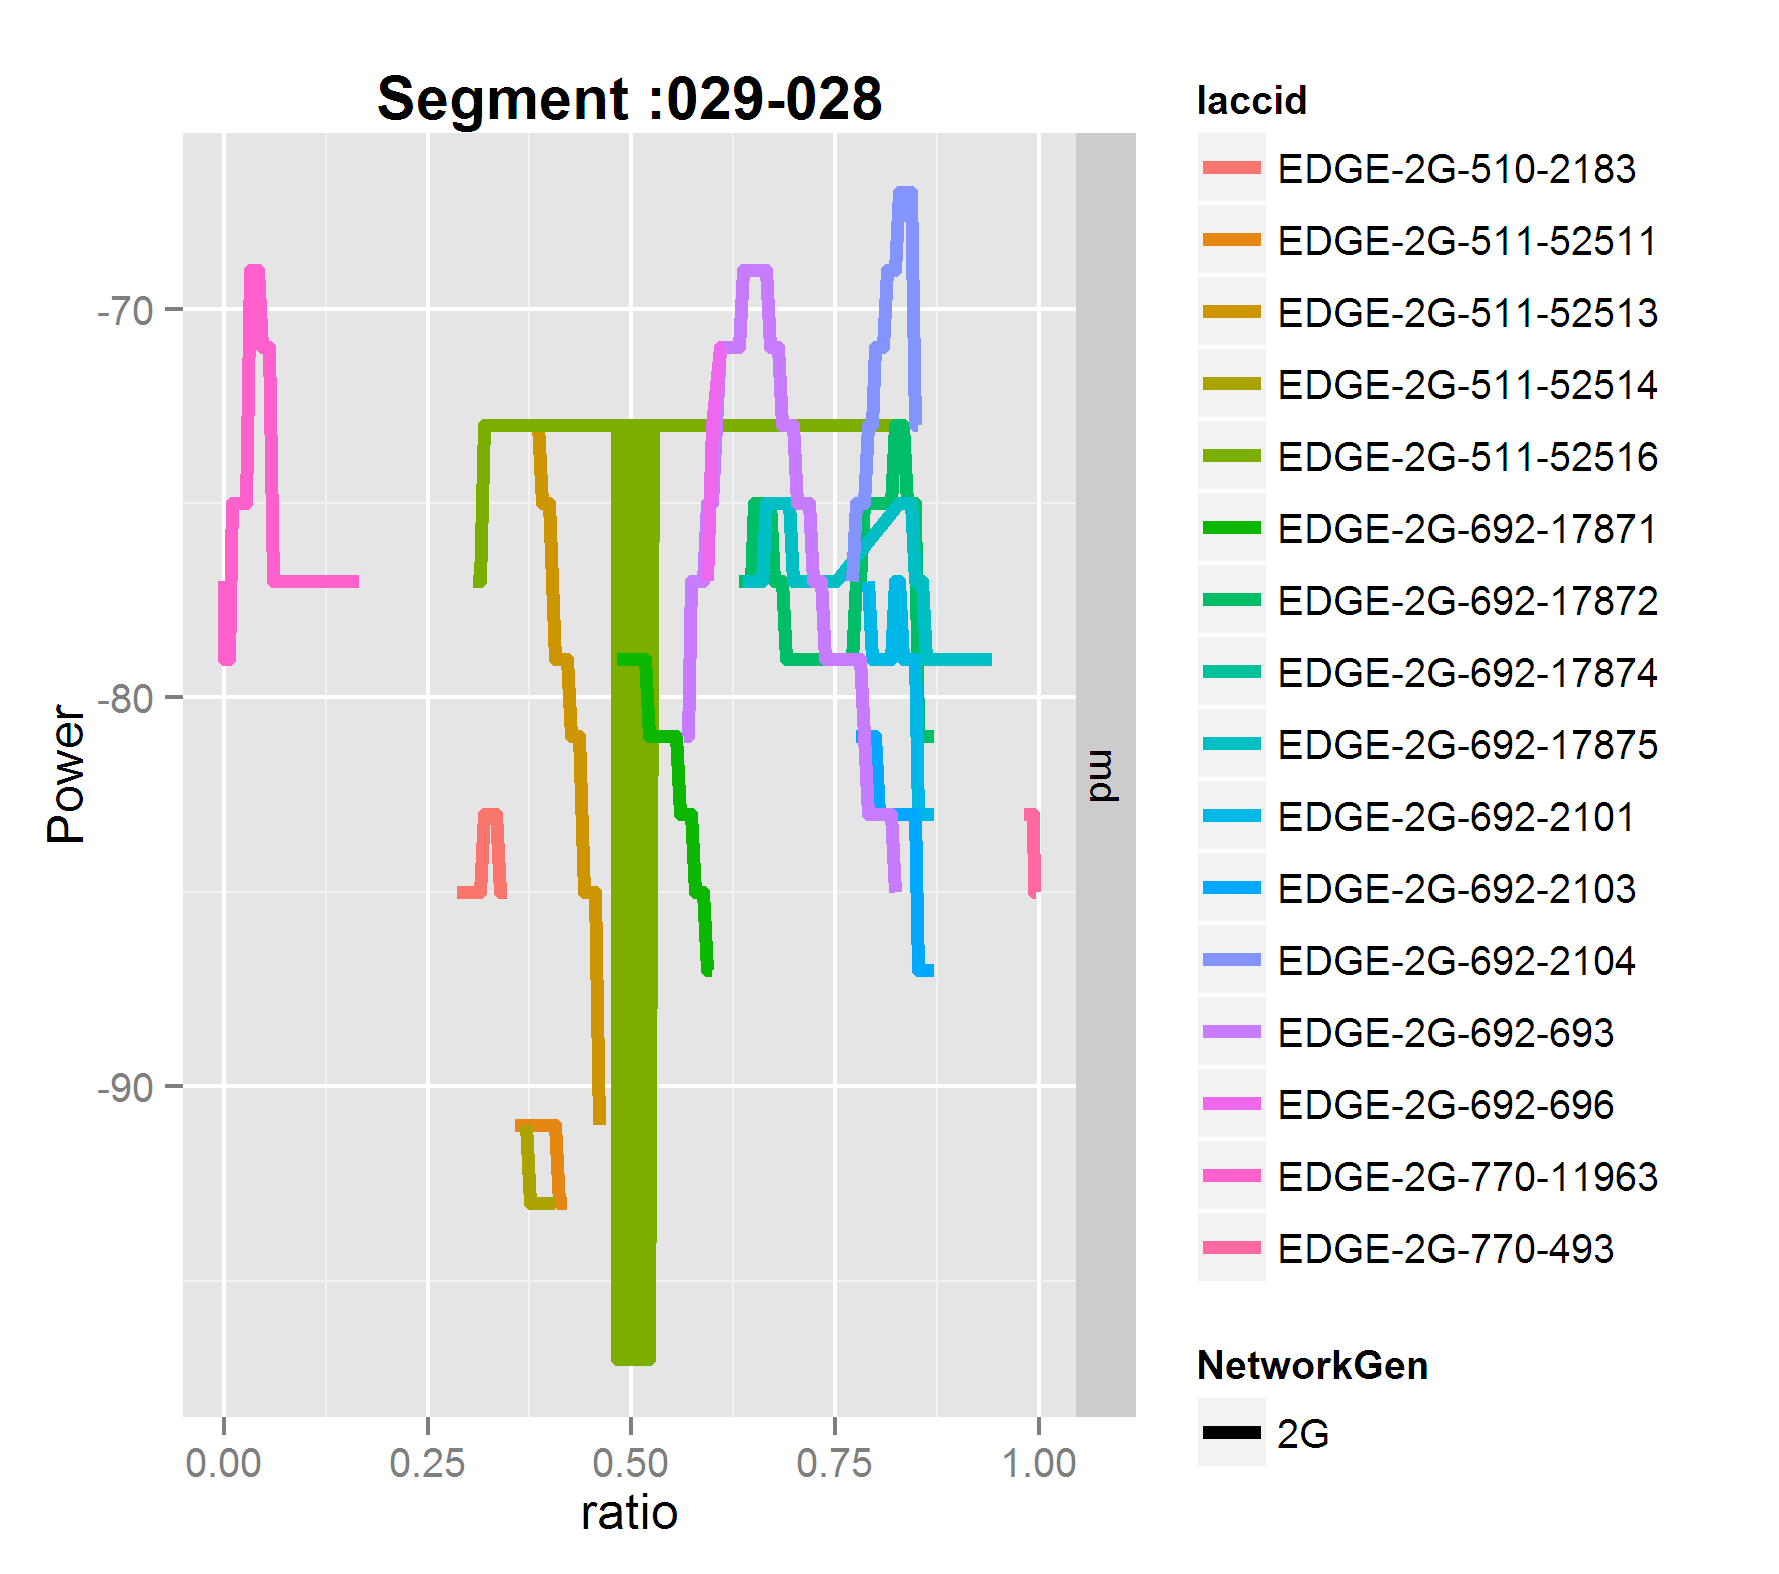 Segment :029-028
Power
-70
-80
-90
0.00 0.25 0.50 0.75 1.00
ratio
md
laccid
EDGE-2G-510-2183
EDGE-2G-511-52511
EDGE-2G-511-52513
EDGE-2G-511-52514
EDGE-2G-511-52516
EDGE-2G-692-17871
EDGE-2G-692-17872
EDGE-2G-692-17874
EDGE-2G-692-17875
EDGE-2G-692-2101
EDGE-2G-692-2103
EDGE-2G-692-2104
EDGE-2G-692-693
EDGE-2G-692-696
EDGE-2G-770-11963
EDGE-2G-770-493
NetworkGen
2G